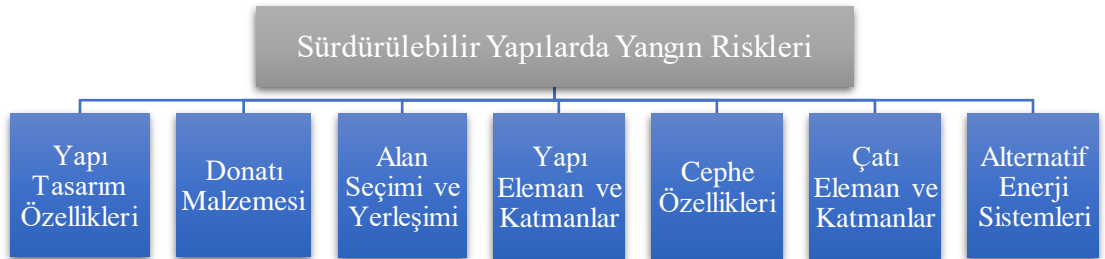 Sürdürülebilir Yapılarda Yangın Riskleri
Yapı
Tasarım
Özellikleri
Donatı
Malzemesi
Alan
Seçimi ve
Yerleşimi
Yapı
Eleman ve
Katmanlar
Cephe
Özellikleri
Çatı
Eleman ve
Katmanlar
Alternatif
Enerji
Sistemleri